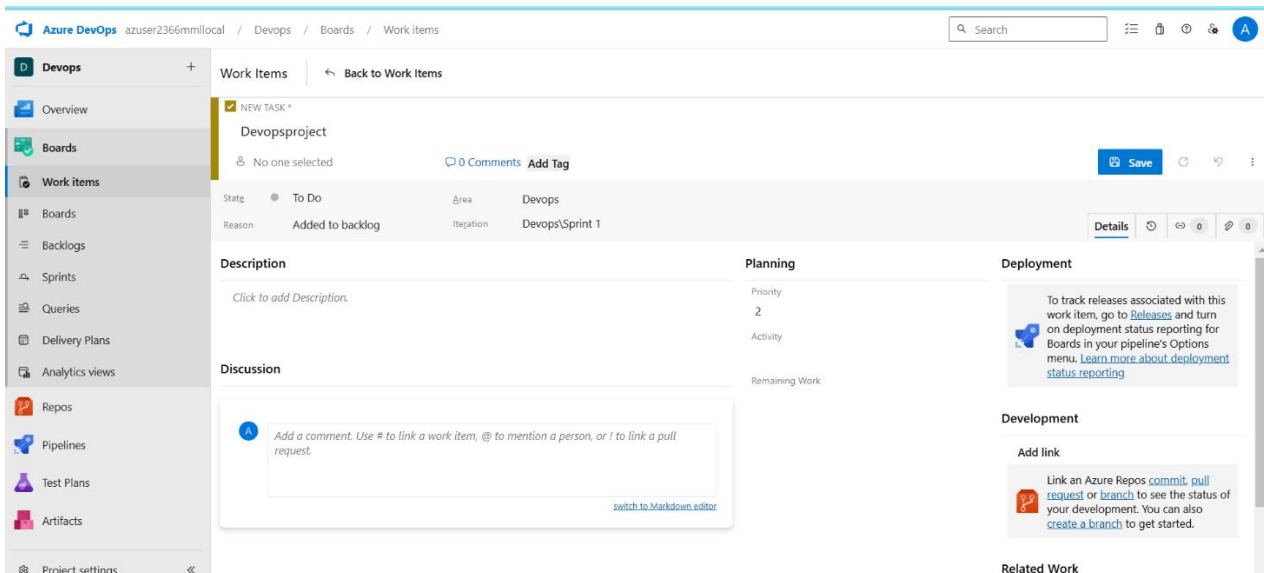 Azure DevOps azuser2366mmllocal / Devops / Boards / Work items
Search
A
D Devops +
Overview
Boards
Work items
Boards
Backlogs
Sprints
Queries
Delivery Plans
Analytics views
Repos
Pipelines
Test Plans
Artifacts
Project settings
Work Items
Back to Work Items
NEW TASK *
Devopsproject
No one selected
0 Comments Add Tag
Save
State To Do
Area Devops
Reason Added to backlog
Iteration Devops\Sprint 1
Details 0 0
Description
Click to add Description.
Discussion
A
Add a comment. Use # to link a work item, @ to mention a person, or ! to link a pull
request.
switch to Markdown editor
Planning
Priority
2
Activity
Remaining Work
Deployment
To track releases associated with this
work item, go to Releases and turn
on deployment status reporting for
Boards in your pipeline's Options
menu. Learn more about deployment
status reporting
Development
Add link
Link an Azure Repos commit, pull
request or branch to see the status of
your development. You can also
create a branch to get started.
Related Work